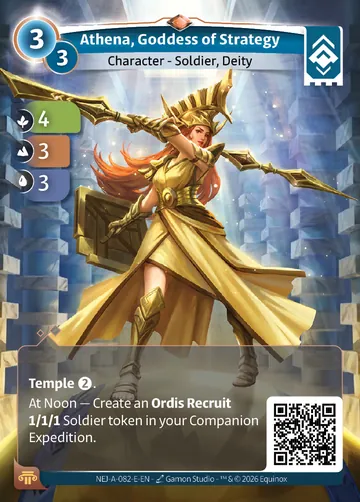 3
3
Athena, Goddess of Strategy
Character - Soldier, Deity
4
3
3
Temple ❷.
At Noon — Create an Ordis Recruit
1/1/1 Soldier token in your Companion
Expedition.
NEJ-A-082-E-EN - Gamon Studio - ™ & © 2026 Equinox